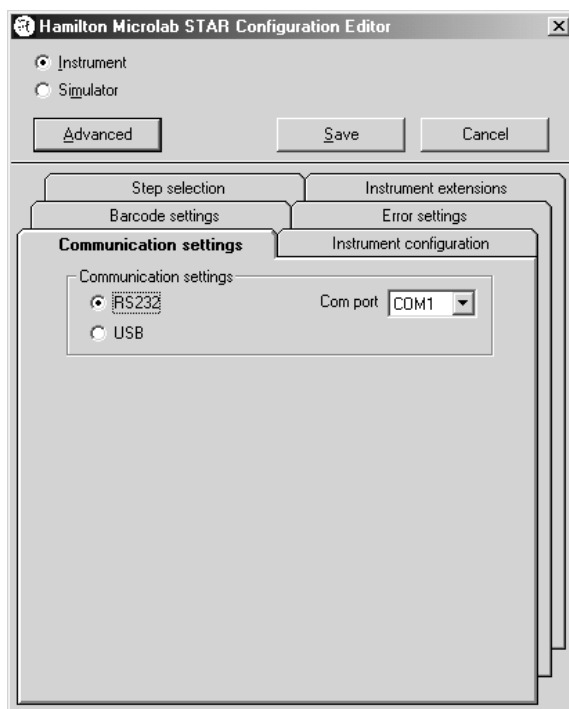 Hamilton Microlab STAR Configuration Editor
Instrument
Simulator
Advanced Save Cancel
Step selection Instrument extensions
Barcode settings Error settings
Communication settings Instrument configuration
Communication settings
RS232 Com port COM1
USB